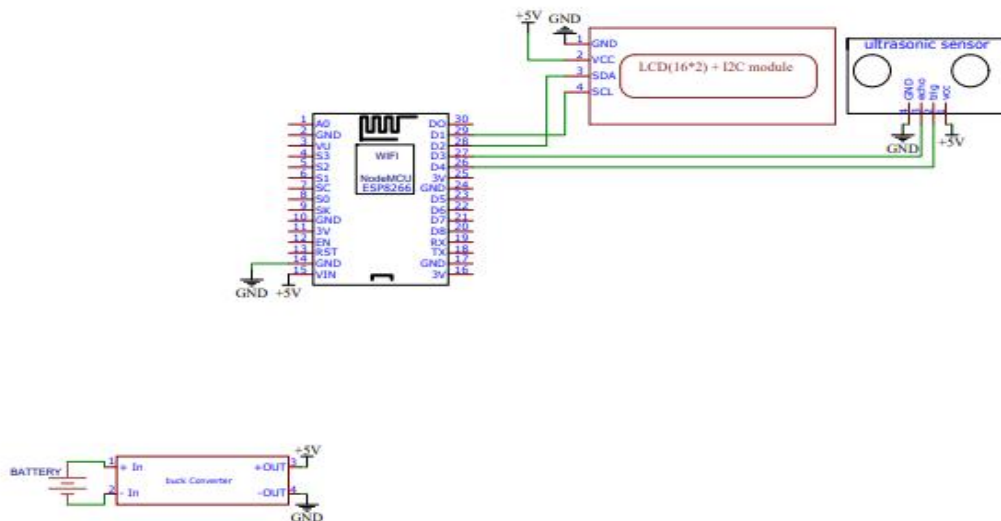 +5V
GND
1 GND
2 VCC
3 SDA
4 SCL
LCD(16*2) + I2C module
ultrasonic sensor
GND
echo
trig
vcc
4
GND
+5V
WIFI
NodeMCU
ESP8266
1 A0
2 GND
3 VU
4 S3
5 S2
6 S1
7 SC
8 S0
9 SK
10 GND
11 3V
12 EN
13 RST
14 GND
15 VIN
DO 30
D1 29
D2 28
D3 27
D4 26
3V 25
GND 24
D5 23
D6 22
D7 21
D8 20
RX 19
TX 18
GND 17
3V 16
GND
+5V
BATTERY
1 + In
2 - In
buck Converter
+OUT 3
-OUT 4
+5V
GND